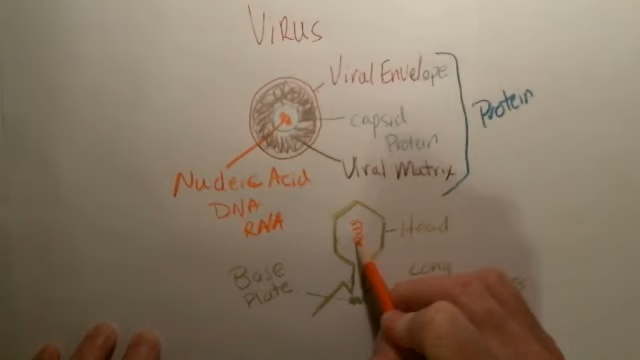 VIRUS
Viral Envelope
capsid
Protein
Viral Matrix
Protein
Nucleic Acid
DNA
RNA
Head
Base
Plate
Long